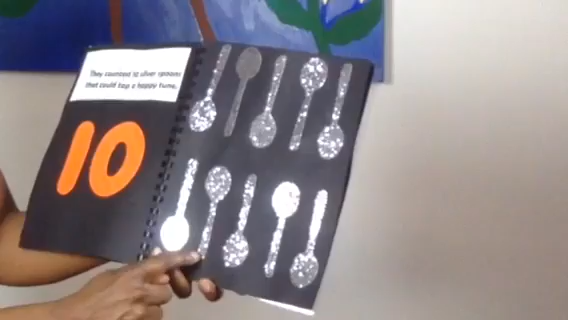 They counted 10 silver spoons
that could tap a happy tune,
10